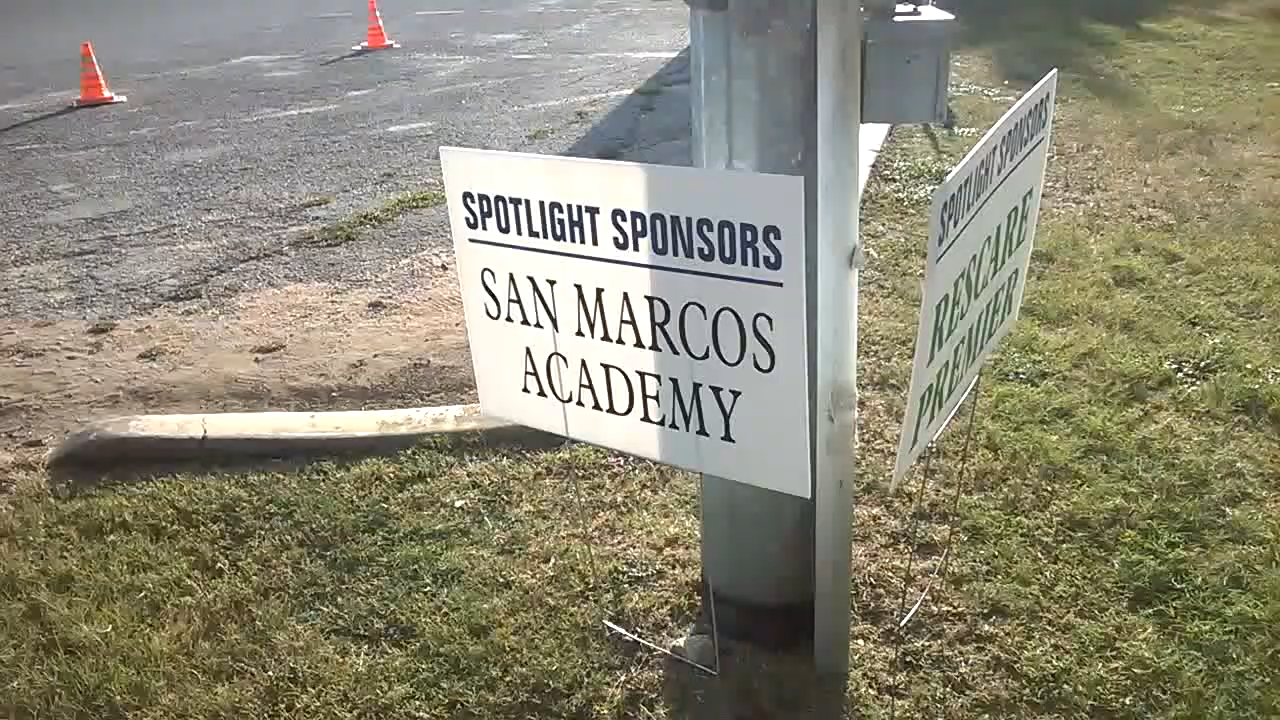 SPOTLIGHT SPONSORS
SAN MARCOS
ACADEMY
SPOTLIGHT SPONSORS
RESCARE
PREMIER